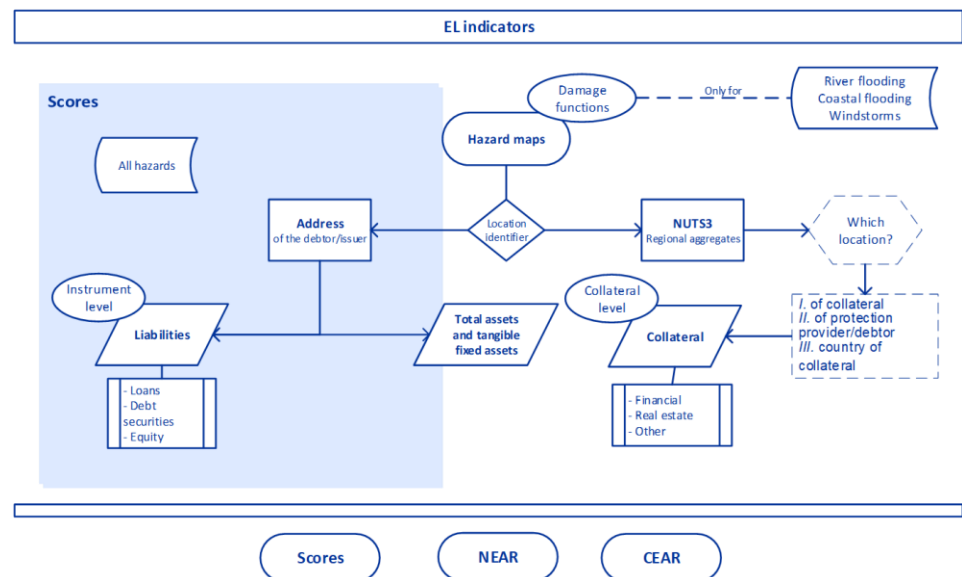 EL indicators
Scores
All hazards
Damage
functions
Only for
River flooding
Coastal flooding
Windstorms
Hazard maps
Address
of the debtor/issuer
Location
identifier
NUTS3
Regional aggregates
Which
location?
Instrument
level
Liabilities
Total assets
and tangible
fixed assets
Collateral
level
Collateral
I. of collateral
II. of protection
provider/debtor
III. country of
collateral
- Loans
- Debt
securities
- Equity
- Financial
- Real estate
- Other
Scores
NEAR
CEAR